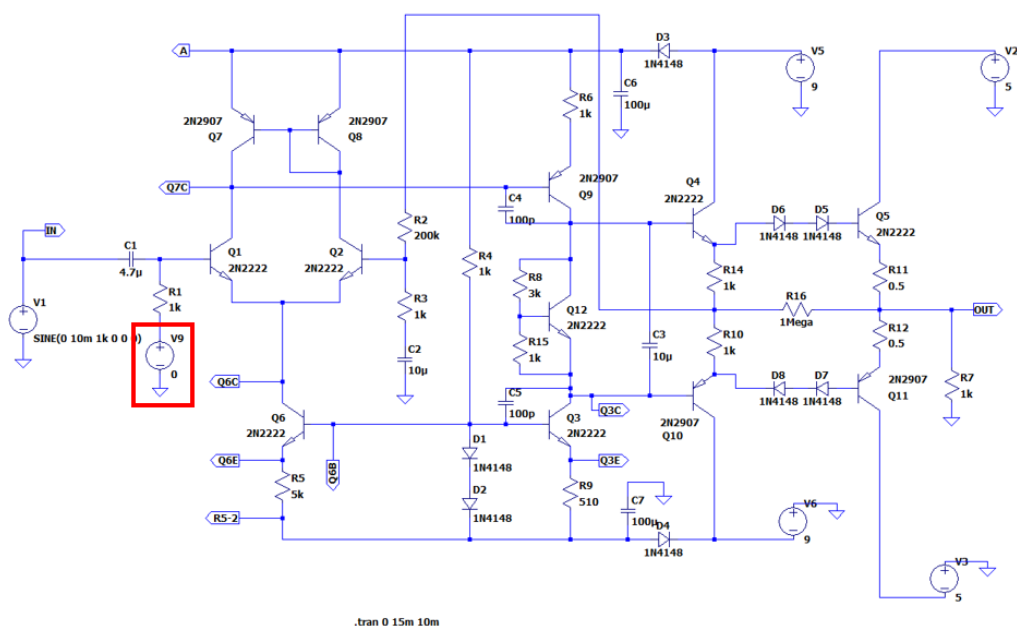 A
D3
1N4148
V5
9
V2
5
C6
100µ
R6
1k
2N2907
Q7
2N2907
Q8
2N2907
Q9
Q7C
C4
100p
Q4
2N2222
D6
1N4148
D5
1N4148
Q5
2N2222
IN
C1
4.7µ
Q1
2N2222
Q2
2N2222
R2
200k
R4
1k
R8
3k
R14
1k
R11
0.5
R1
1k
V1
SINE(0 10m 1k 0 0 0)
V9
0
R3
1k
C2
10µ
Q12
2N2222
R15
1k
C3
10µ
R16
1Mega
R10
1k
R12
0.5
OUT
R7
1k
Q6C
C5
100p
Q3C
D8
1N4148
D7
1N4148
2N2907
Q11
2N2907
Q10
Q6
2N2222
Q3
2N2222
Q6E
Q6B
D1
1N4148
D2
1N4148
Q3E
R5
5k
R9
510
R5-2
C7
100µ
D4
1N4148
V6
9
V3
5
.tran 0 15m 10m